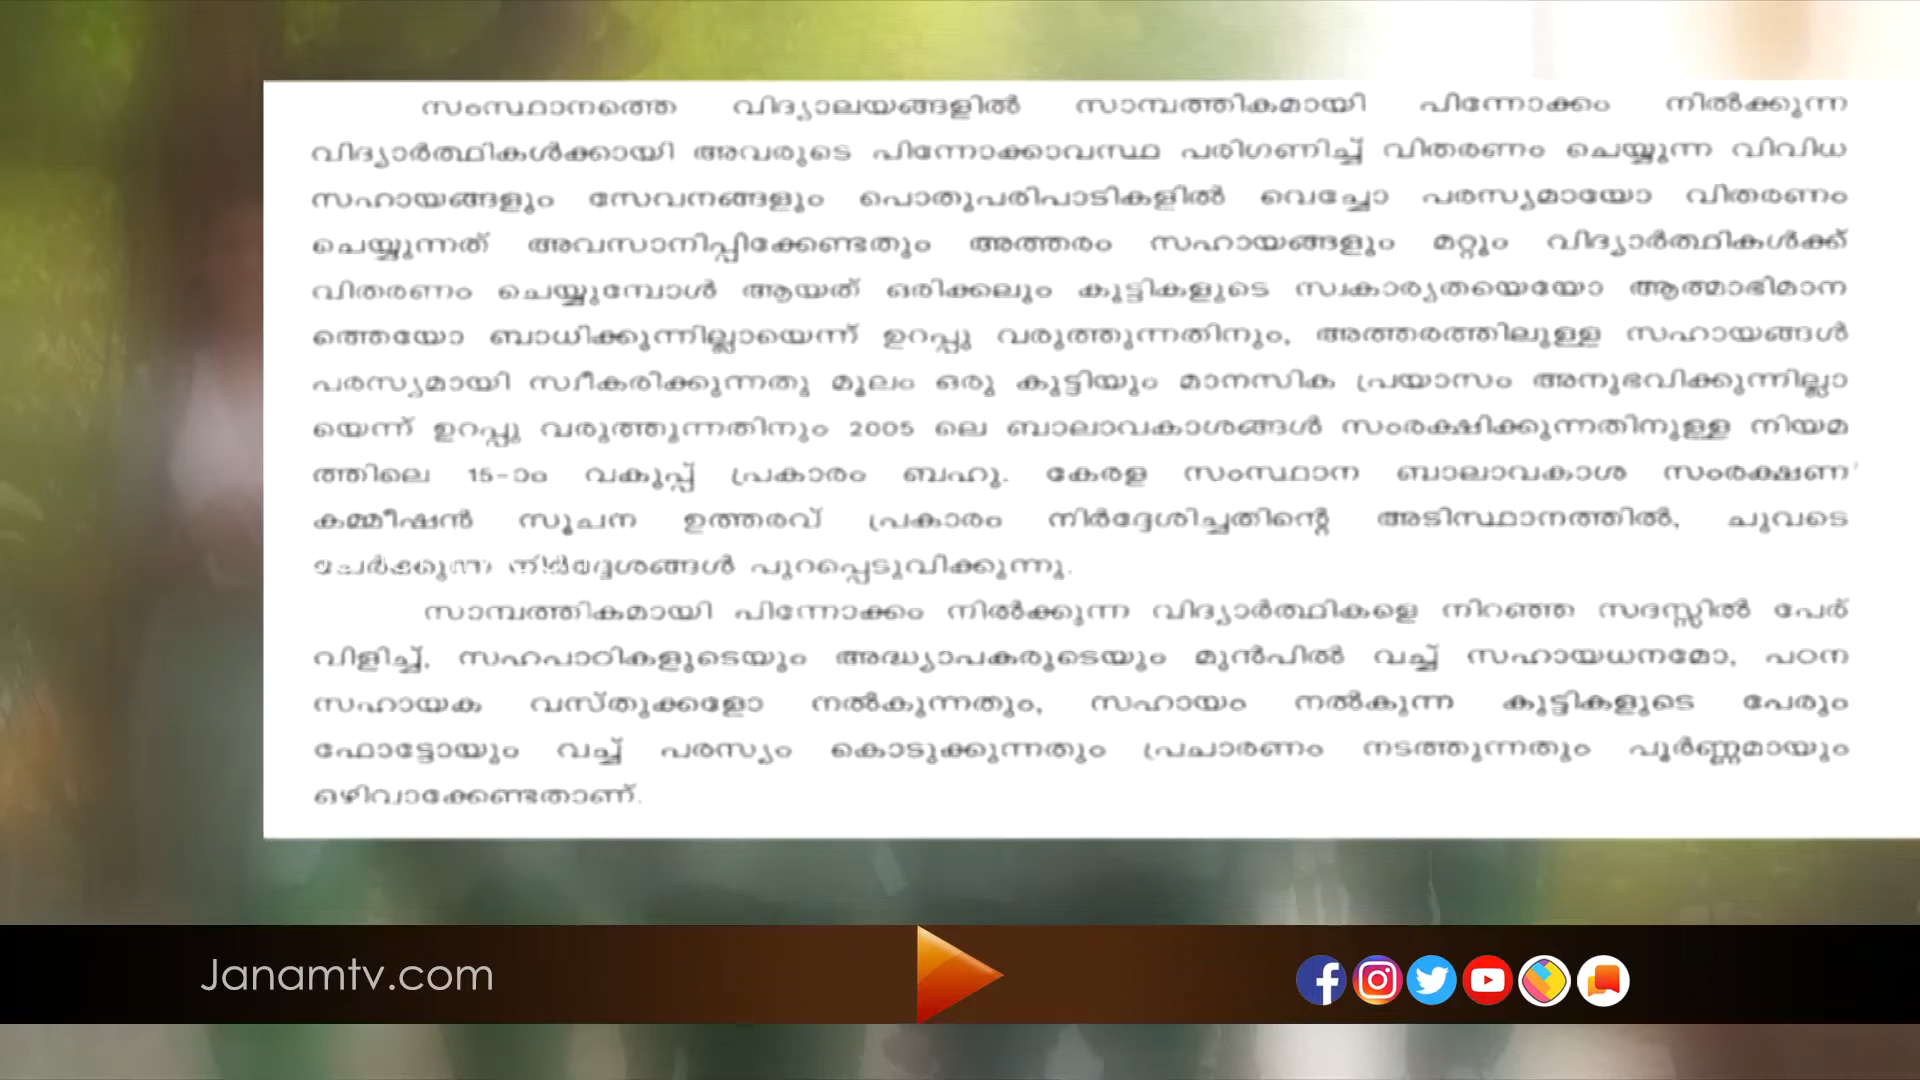 സംസ്ഥാനത്തെ വിദ്യാലയങ്ങളിൽ സാമ്പത്തികമായി പിന്നോക്കം നിൽക്കുന്ന
വിദ്യാർത്ഥികൾക്കായി അവരുടെ പിന്നോക്കാവസ്ഥ പരിഗണിച്ച് വിതരണം ചെയ്യുന്ന വിവിധ
സഹായങ്ങളും സേവനങ്ങളും പൊതുപരിപാടികളിൽ വെച്ചോ പരസ്യമായോ വിതരണം
ചെയ്യുന്നത് അവസാനിപ്പിക്കേണ്ടതും അത്തരം സഹായങ്ങളും മറ്റും വിദ്യാർത്ഥികൾക്ക്
വിതരണം ചെയ്യുമ്പോൾ ആയത് ഒരിക്കലും കുട്ടികളുടെ സ്വകാര്യതയെയോ ആത്മാഭിമാന
ത്തെയോ ബാധിക്കുന്നില്ലായെന്ന് ഉറപ്പു വരുത്തുന്നതിനും, അത്തരത്തിലുള്ള സഹായങ്ങൾ
പരസ്യമായി സ്വീകരിക്കുന്നതു മൂലം ഒരു കുട്ടിയും മാനസിക പ്രയാസം അനുഭവിക്കുന്നില്ലാ
യെന്ന് ഉറപ്പു വരുത്തുന്നതിനും 2005 ലെ ബാലാവകാശങ്ങൾ സംരക്ഷിക്കുന്നതിനുള്ള നിയമ
ത്തിലെ 15-ാം വകുപ്പ് പ്രകാരം ബഹു. കേരള സംസ്ഥാന ബാലാവകാശ സംരക്ഷണ
കമ്മീഷൻ സൂചന ഉത്തരവ് പ്രകാരം നിർദ്ദേശിച്ചതിന്റെ അടിസ്ഥാനത്തിൽ, ചുവടെ
ചേർക്കുന്ന നിർദ്ദേശങ്ങൾ പുറപ്പെടുവിക്കുന്നു.
സാമ്പത്തികമായി പിന്നോക്കം നിൽക്കുന്ന വിദ്യാർത്ഥികളെ നിറഞ്ഞ സദസ്സിൽ പേര്
വിളിച്ച്, സഹപാഠികളുടെയും അദ്ധ്യാപകരുടെയും മുൻപിൽ വച്ച് സഹായധനമോ, പഠന
സഹായക വസ്തുക്കളോ നൽകുന്നതും, സഹായം നൽകുന്ന കുട്ടികളുടെ പേരും
ഫോട്ടോയും വച്ച് പരസ്യം കൊടുക്കുന്നതും പ്രചാരണം നടത്തുന്നതും പൂർണ്ണമായും
ഒഴിവാക്കേണ്ടതാണ്.
Janamtv.com